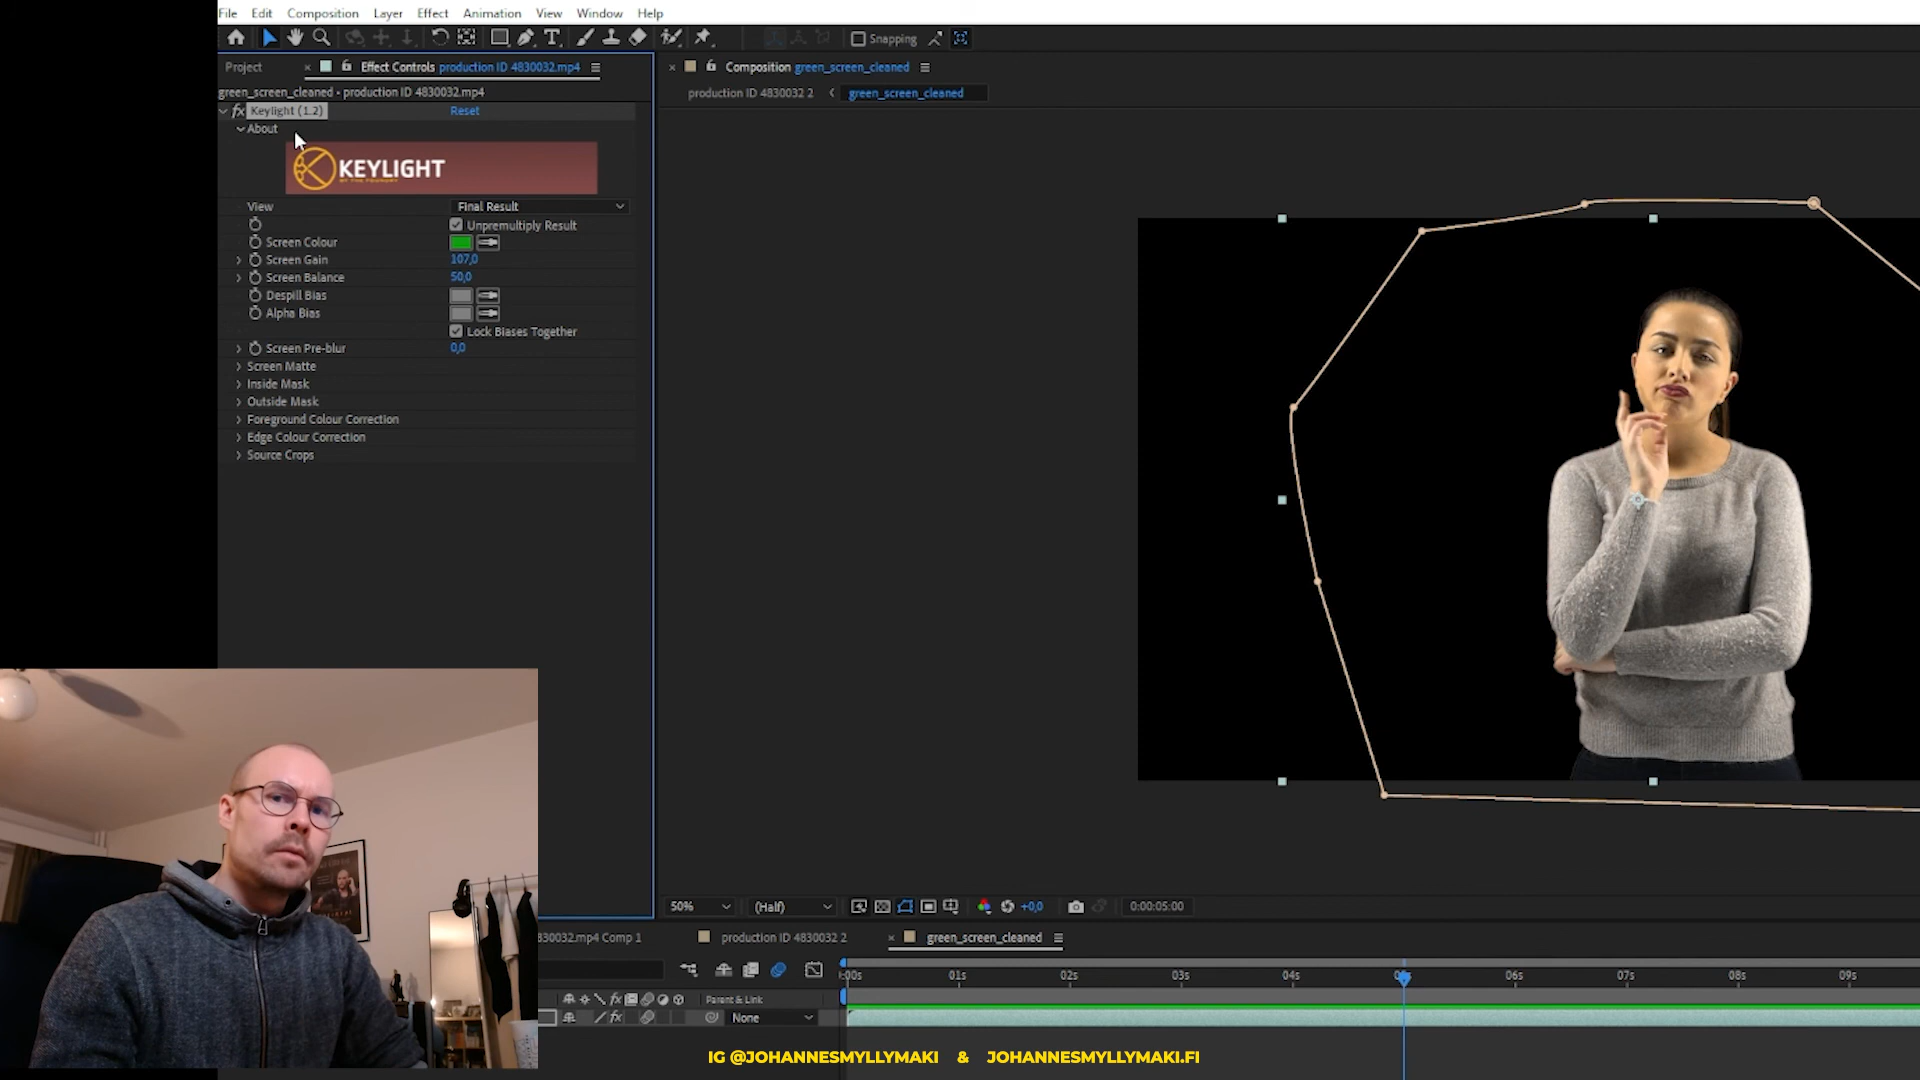 File Edit Composition Layer Effect Animation View Window Help
Snapping
Project × Effect Controls production ID 4830032.mp4
× Composition green_screen_cleaned
green_screen_cleaned • production ID 4830032.mp4
production ID 4830032 2 < green_screen_cleaned
fx Keylight (1.2) Reset
About
KEYLIGHT
View Final Result
Unpremultiply Result
Screen Colour
Screen Gain 107,0
Screen Balance 50,0
Despill Bias
Alpha Bias
Lock Biases Together
Screen Pre-blur 0,0
Screen Matte
Inside Mask
Outside Mask
Foreground Colour Correction
Edge Colour Correction
Source Crops
50% (Half) +0,0 0:00:05:00
830032.mp4 Comp 1 production ID 4830032 2 × green_screen_cleaned
:00s 01s 02s 03s 04s 06s 07s 08s 09s
fx Parent & Link
fx None
IG @JOHANNESMYLLYMAKI & JOHANNESMYLLYMAKI.FI